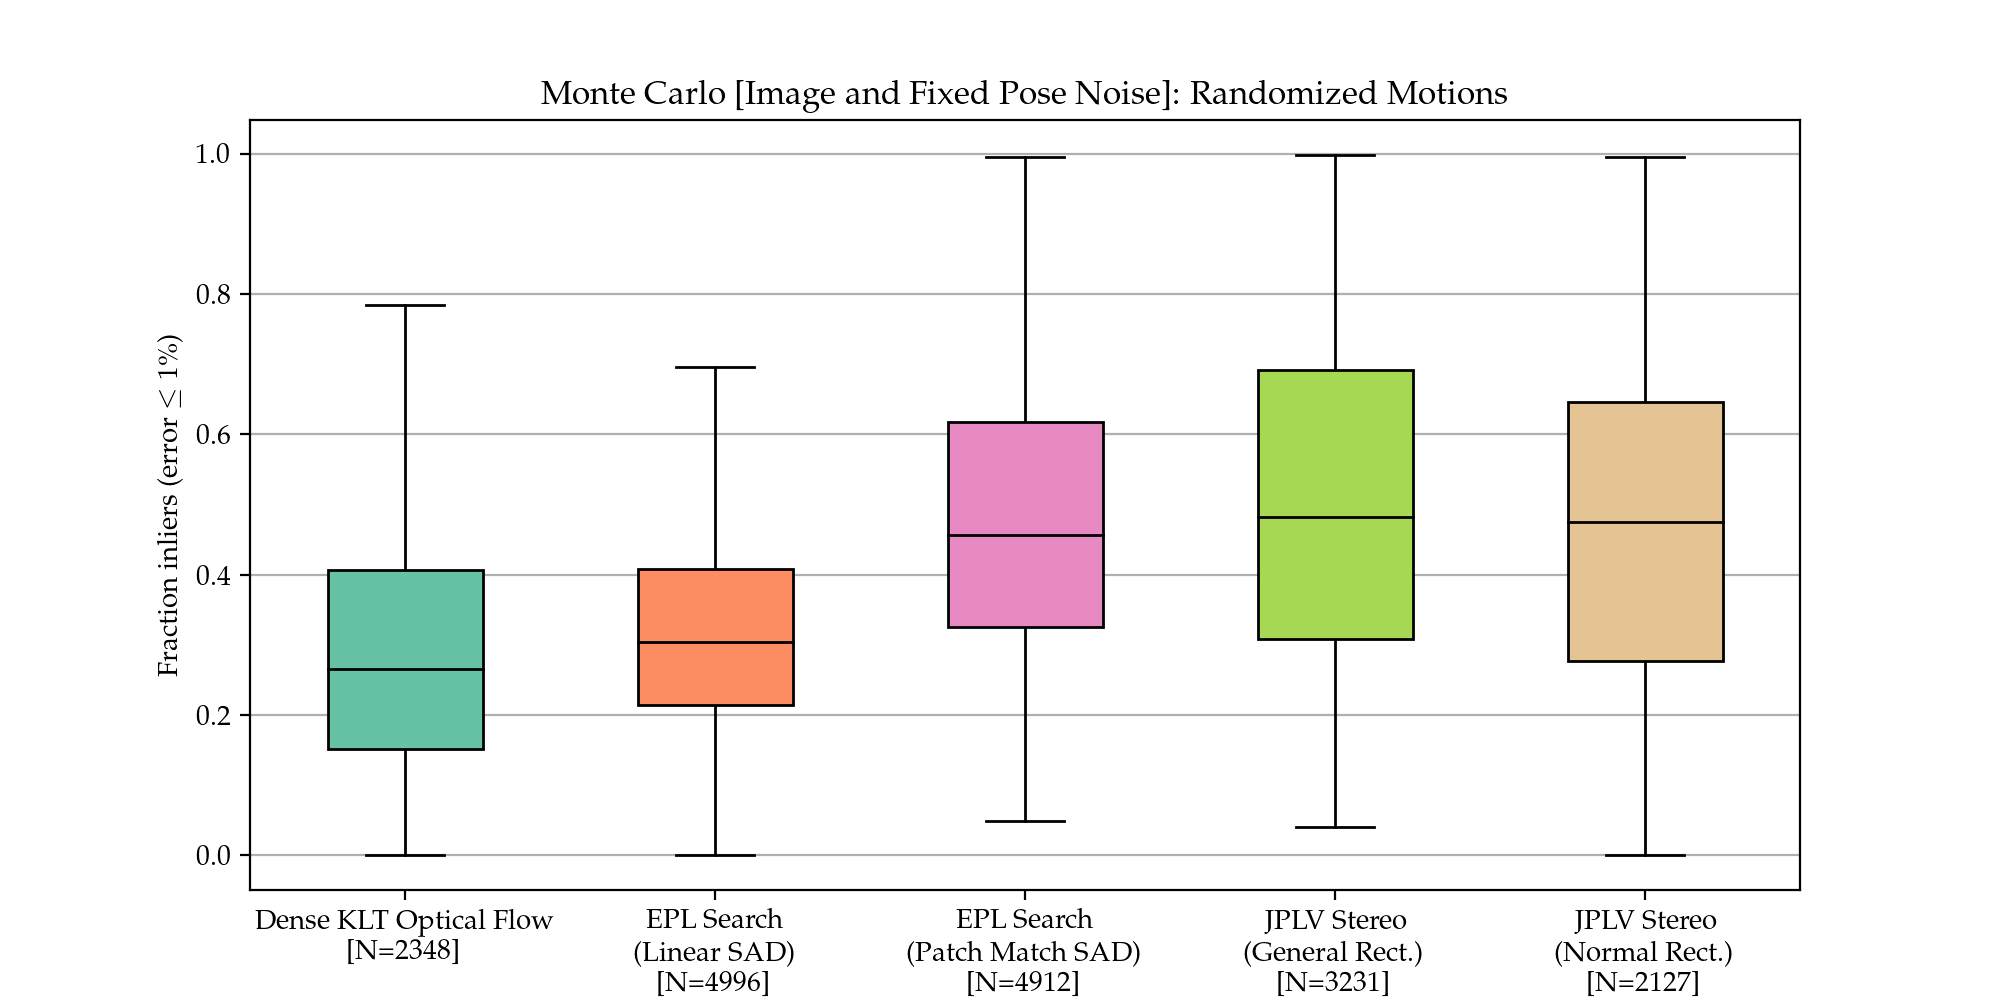 Monte Carlo [Image and Fixed Pose Noise]: Randomized Motions
Fraction inliers (error ≤ 1%)
1.0
0.8
0.6
0.4
0.2
0.0
Dense KLT Optical Flow
[N=2348]
EPL Search
(Linear SAD)
[N=4996]
EPL Search
(Patch Match SAD)
[N=4912]
JPLV Stereo
(General Rect.)
[N=3231]
JPLV Stereo
(Normal Rect.)
[N=2127]